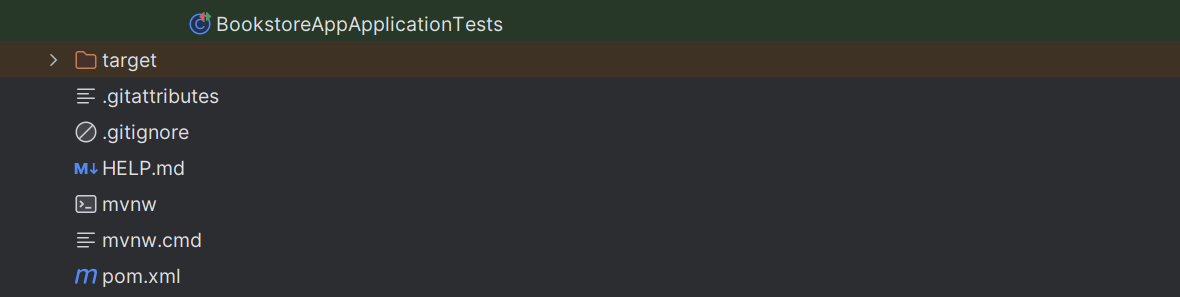 BookstoreAppApplicationTests
target
.gitattributes
.gitignore
HELP.md
mvnw
mvnw.cmd
pom.xml